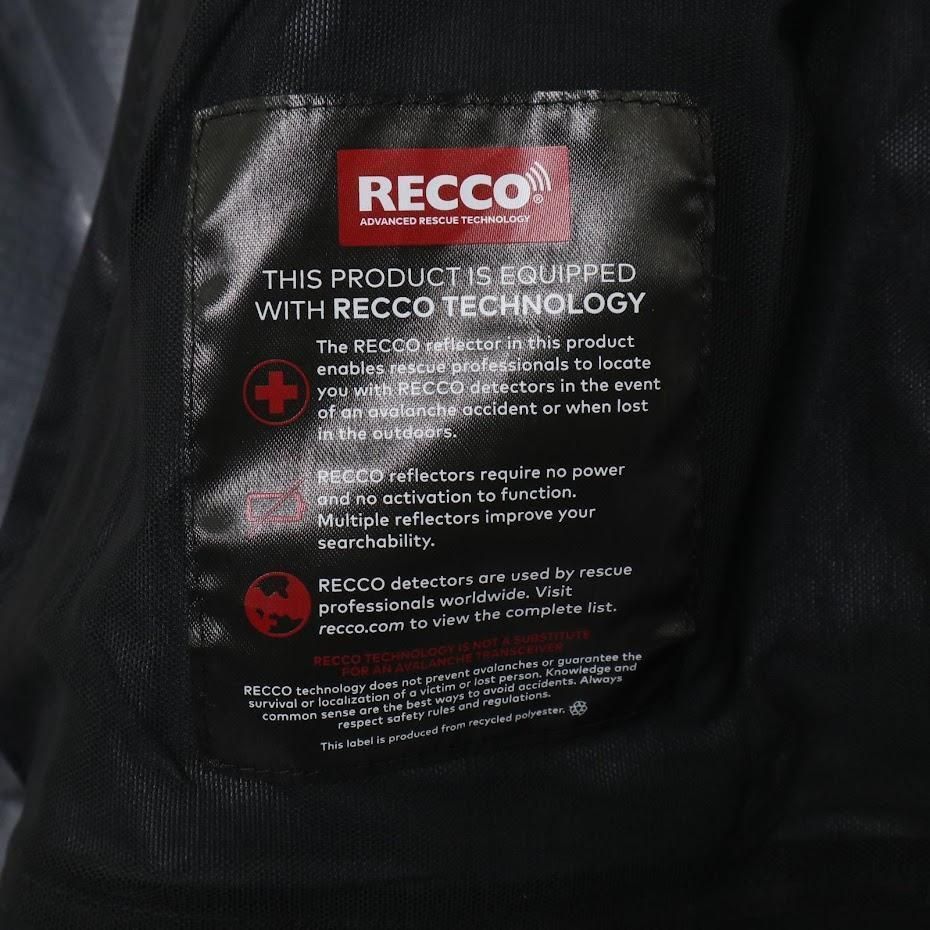 RECCO®
ADVANCED RESCUE TECHNOLOGY
THIS PRODUCT IS EQUIPPED
WITH RECCO TECHNOLOGY
The RECCO reflector in this product
enables rescue professionals to locate
you with RECCO detectors in the event
of an avalanche accident or when lost
in the outdoors.
RECCO reflectors require no power
and no activation to function.
Multiple reflectors improve your
searchability.
RECCO detectors are used by rescue
professionals worldwide. Visit
recco.com to view the complete list.
RECCO TECHNOLOGY IS NOT A SUBSTITUTE
FOR AN AVALANCHE TRANSCEIVER
RECCO technology does not prevent avalanches or guarantee the
survival or localization of a victim or lost person. Knowledge and
common sense are the best ways to avoid accidents. Always
respect safety rules and regulations.
This label is produced from recycled polyester.